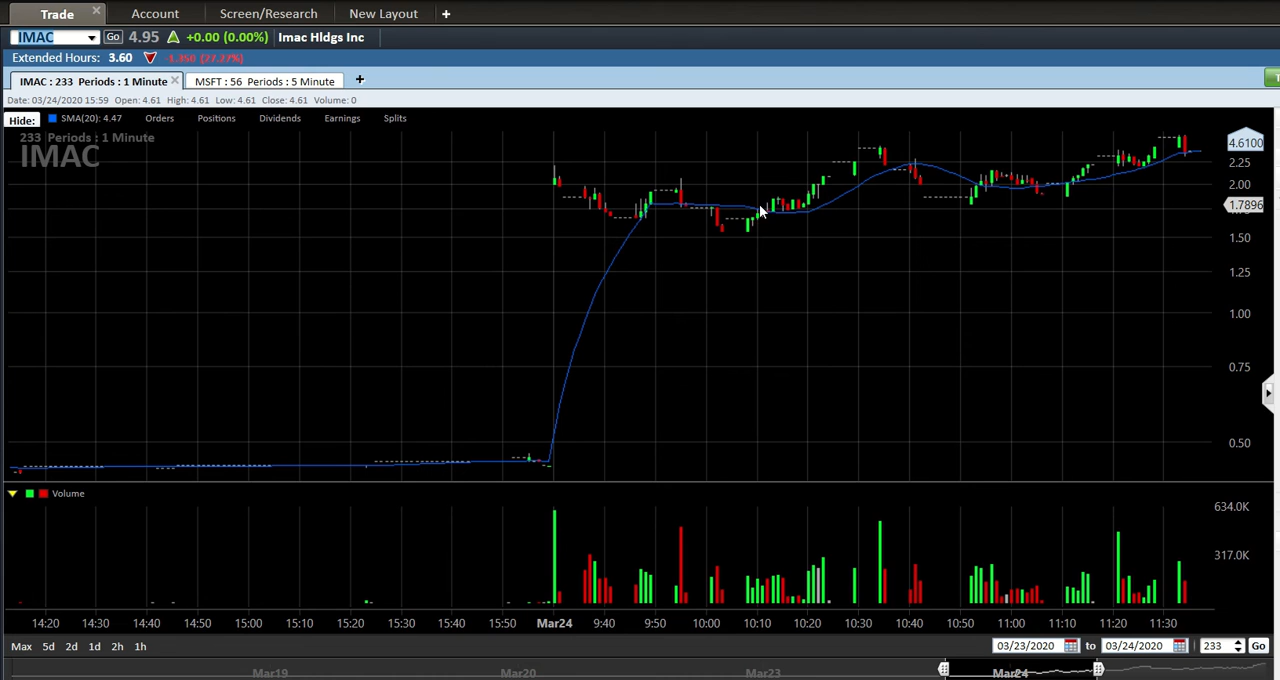 Trade Account Screen/Research New Layout +
IMAC Go 4.95 +0.00 (0.00%) Imac Hldgs Inc
Extended Hours: 3.60 -1.350 (27.27%)
IMAC : 233 Periods : 1 Minute MSFT : 56 Periods : 5 Minute +
Date: 03/24/2020 15:59 Open: 4.61 High: 4.61 Low: 4.61 Close: 4.61 Volume: 0
Hide: SMA(20): 4.47 Orders Positions Dividends Earnings Splits
233 Periods : 1 Minute
IMAC
4.6100
2.25
2.00
1.7896
1.50
1.25
1.00
0.75
0.50
Volume
634.0K
317.0K
14:20 14:30 14:40 14:50 15:00 15:10 15:20 15:30 15:40 15:50 Mar24 9:40 9:50 10:00 10:10 10:20 10:30 10:40 10:50 11:00 11:10 11:20 11:30
Max 5d 2d 1d 2h 1h 03/23/2020 to 03/24/2020 233 Go
Mar19 Mar20 Mar23 Mar24